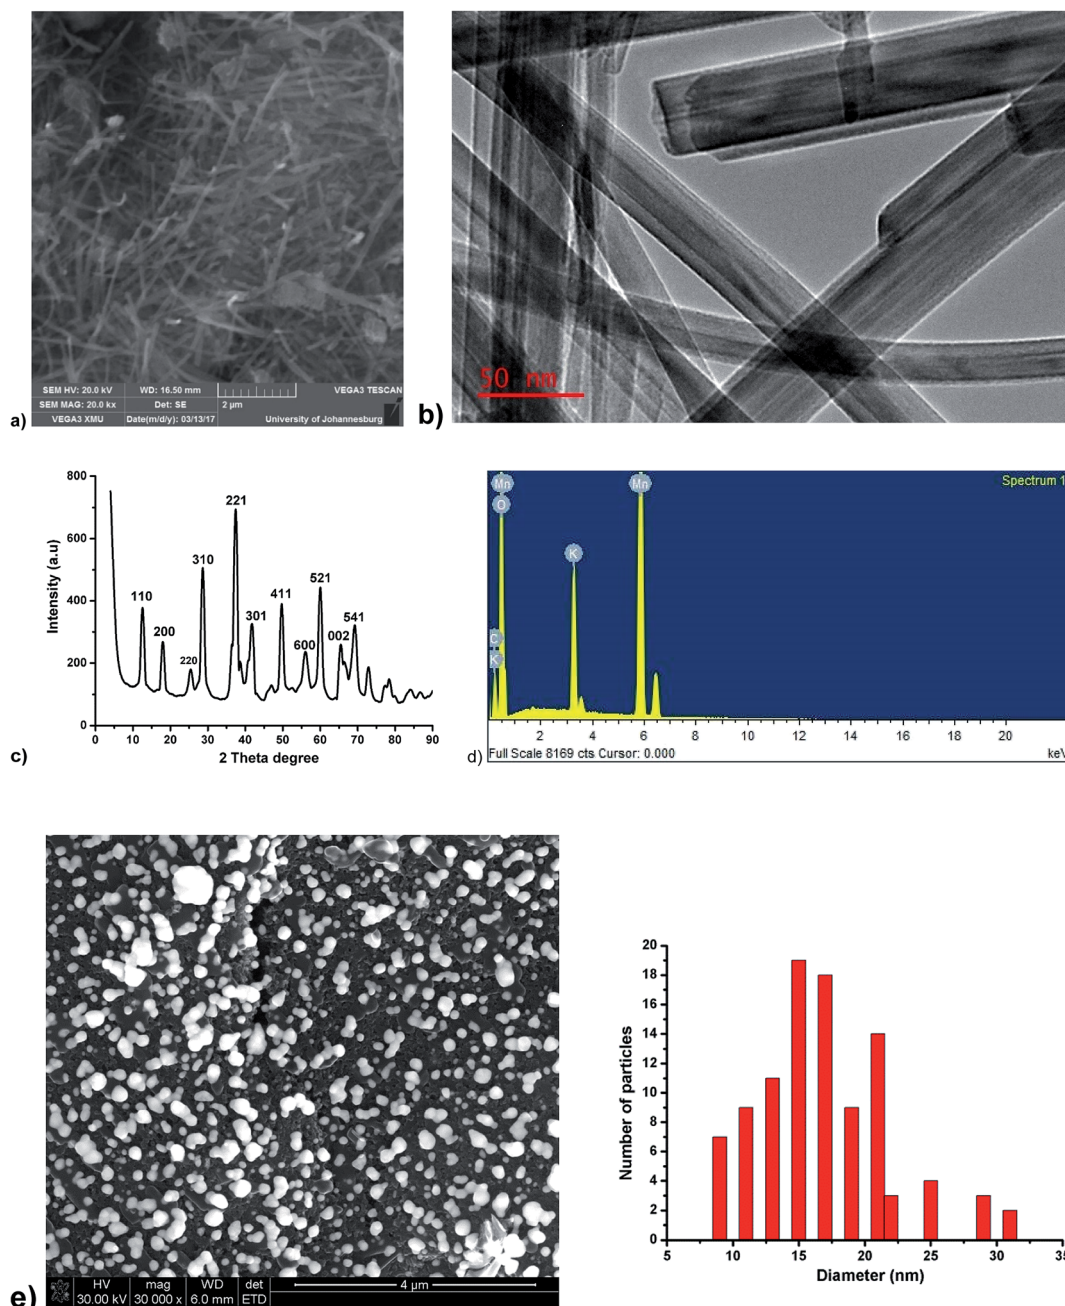 SEM HV: 20.0 kV WD: 16.50 mm VEGA3 TESCAN
SEM MAG: 20.0 kx Det: SE 2 µm
VEGA3 XMU Date(m/d/y): 03/13/17 University of Johannesburg
a)
50 nm
b)
800
600
400
200
0
Intensity (a.u)
110
200
220
310
221
301
411
600
521
002
541
0 10 20 30 40 50 60 70 80 90
2 Theta degree
c)
Mn
O
C
K
K
Mn
Spectrum 1
2 4 6 8 10 12 14 16 18 20
Full Scale 8169 cts Cursor: 0.000 keV
d)
HV mag WD det 4 µm
30.00 kV 30 000 x 6.0 mm ETD
e)
20
18
16
14
12
10
8
6
4
2
0
Number of particles
5 10 15 20 25 30 35
Diameter (nm)